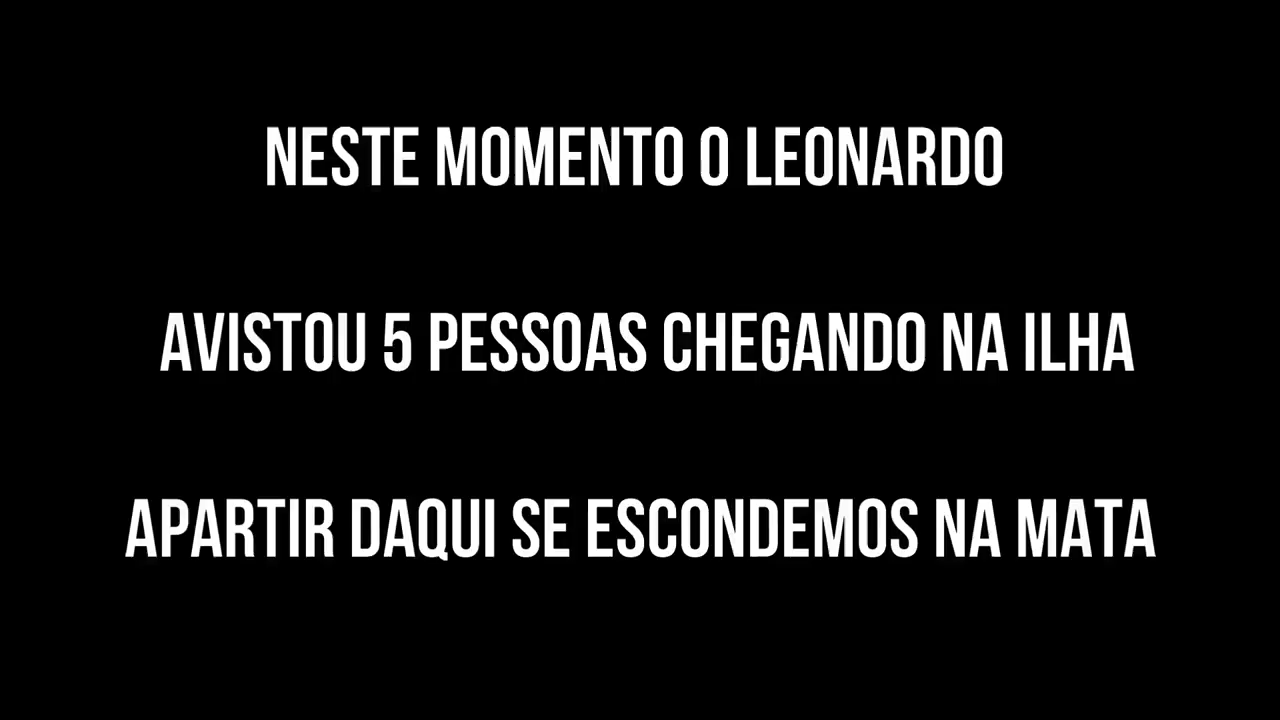 NESTE MOMENTO O LEONARDO
AVISTOU 5 PESSOAS CHEGANDO NA ILHA
APARTIR DAQUI SE ESCONDEMOS NA MATA